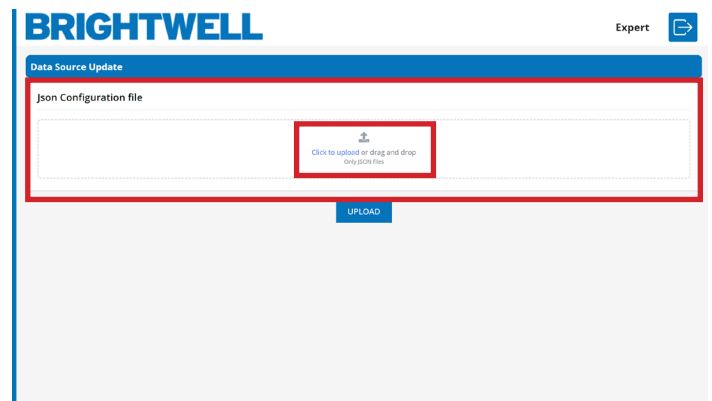 BRIGHTWELL
Expert
Data Source Update
Json Configuration file
Click to upload or drag and drop
Only JSON files
UPLOAD